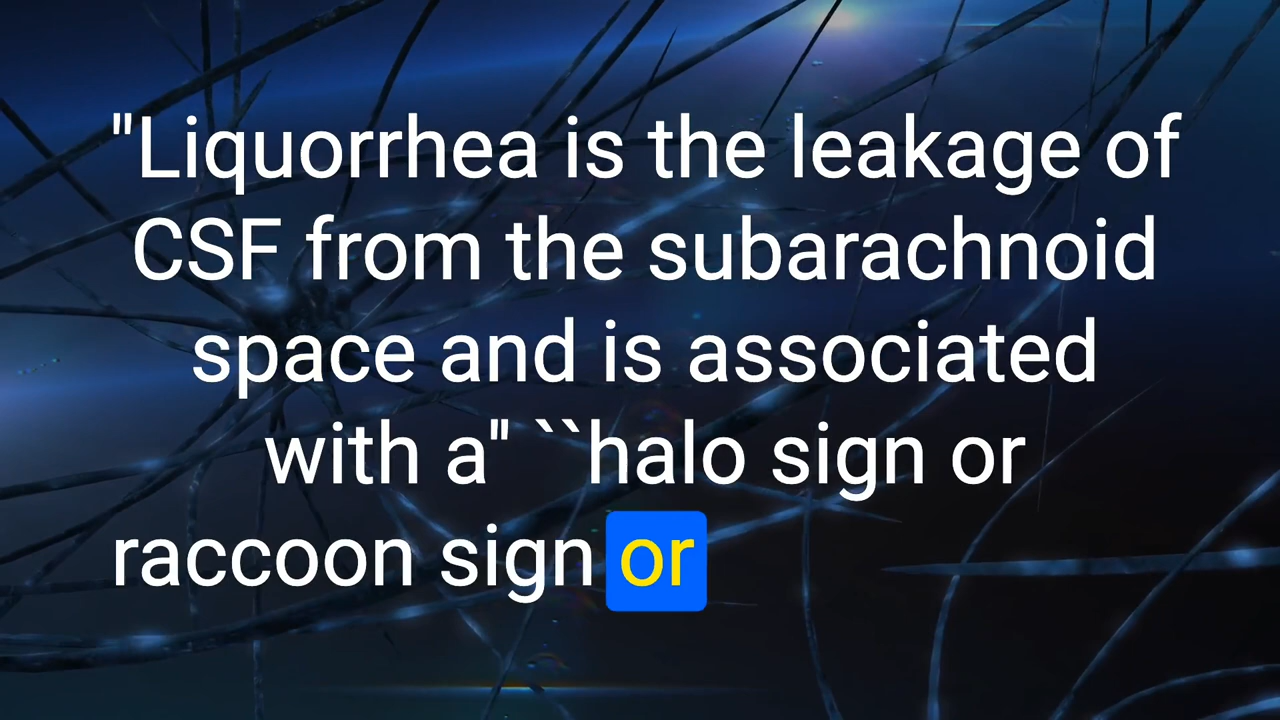 "Liquorrhea is the leakage of
CSF from the subarachnoid
space and is associated
with a" ``halo sign or
raccoon sign or